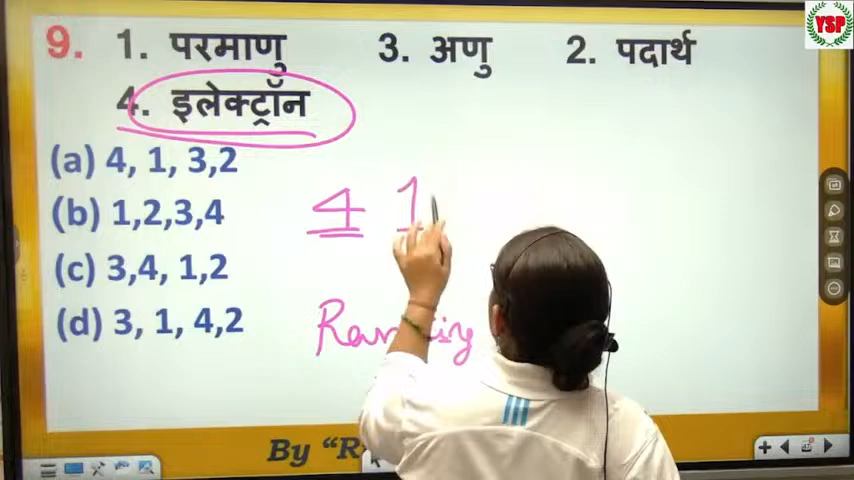 YSP
9. 1. परमाणु 3. अणु 2. पदार्थ
4. इलेक्ट्रॉन
(a) 4, 1, 3,2
(b) 1,2,3,4
(c) 3,4, 1,2
(d) 3, 1, 4,2
4 1
By "R